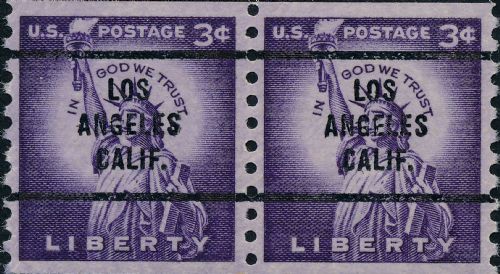 U.S. POSTAGE 3¢
IN GOD WE TRUST
LOS
ANGELES
CALIF.
LIBERTY
U.S. POSTAGE 3¢
IN GOD WE TRUST
LOS
ANGELES
CALIF.
LIBERTY